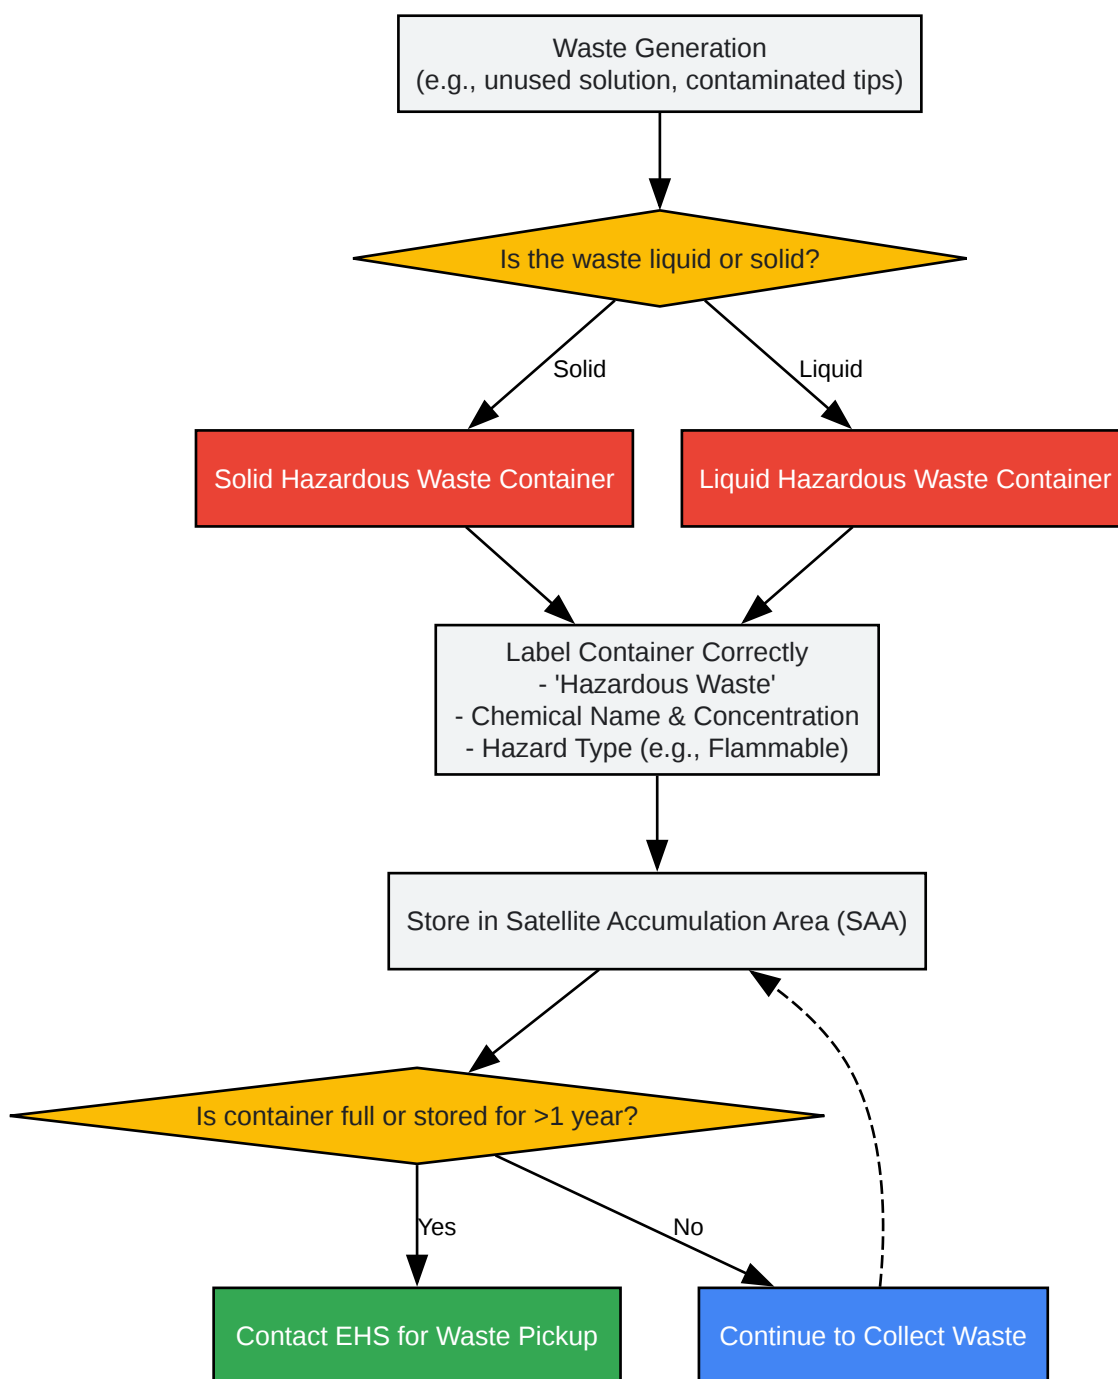 Waste Generation
(e.g., unused solution, contaminated tips)
Is the waste liquid or solid?
Solid
Liquid
Solid Hazardous Waste Container
Liquid Hazardous Waste Container
Label Container Correctly
- 'Hazardous Waste'
- Chemical Name & Concentration
- Hazard Type (e.g., Flammable)
Store in Satellite Accumulation Area (SAA)
Is container full or stored for >1 year?
Yes
No
Contact EHS for Waste Pickup
Continue to Collect Waste